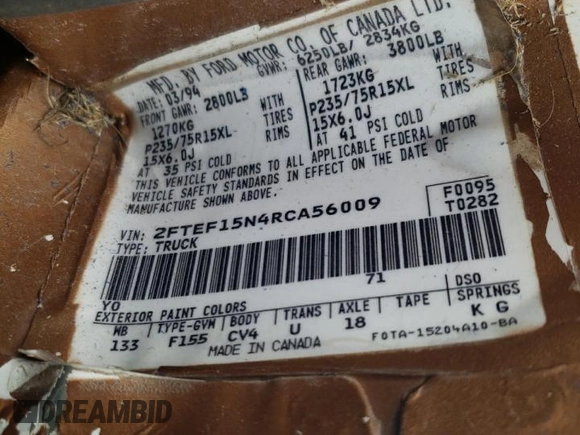 MFD. BY FORD MOTOR CO. OF CANADA LTD.
DATE: 03/94 GVWR: 6250LB/ 2834KG
FRONT GAWR: 2800LB REAR GAWR: 3800LB
1270KG WITH 1723KG WITH
P235/75R15XL TIRES P235/75R15XL TIRES
15X6.0J RIMS 15X6.0J RIMS
AT 35 PSI COLD AT 41 PSI COLD
THIS VEHICLE CONFORMS TO ALL APPLICABLE FEDERAL MOTOR
VEHICLE SAFETY STANDARDS IN EFFECT ON THE DATE OF
MANUFACTURE SHOWN ABOVE.
VIN: 2FTEF15N4RCA56009 F0095
TYPE: TRUCK T0282
YO 71
EXTERIOR PAINT COLORS DSO
WB TYPE-GVW BODY TRANS AXLE TAPE SPRINGS
133 F155 CV4 U 18 K G
MADE IN CANADA F0TA-15204A10-BA
DREAMBID